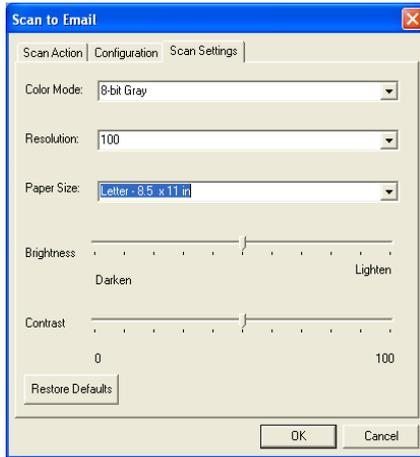 Scan to Email
Scan Action Configuration Scan Settings
Color Mode: 8-bit Gray
Resolution: 100
Paper Size: Letter - 8.5 x 11 in
Brightness
Darken Lighten
Contrast
0 100
Restore Defaults
OK Cancel